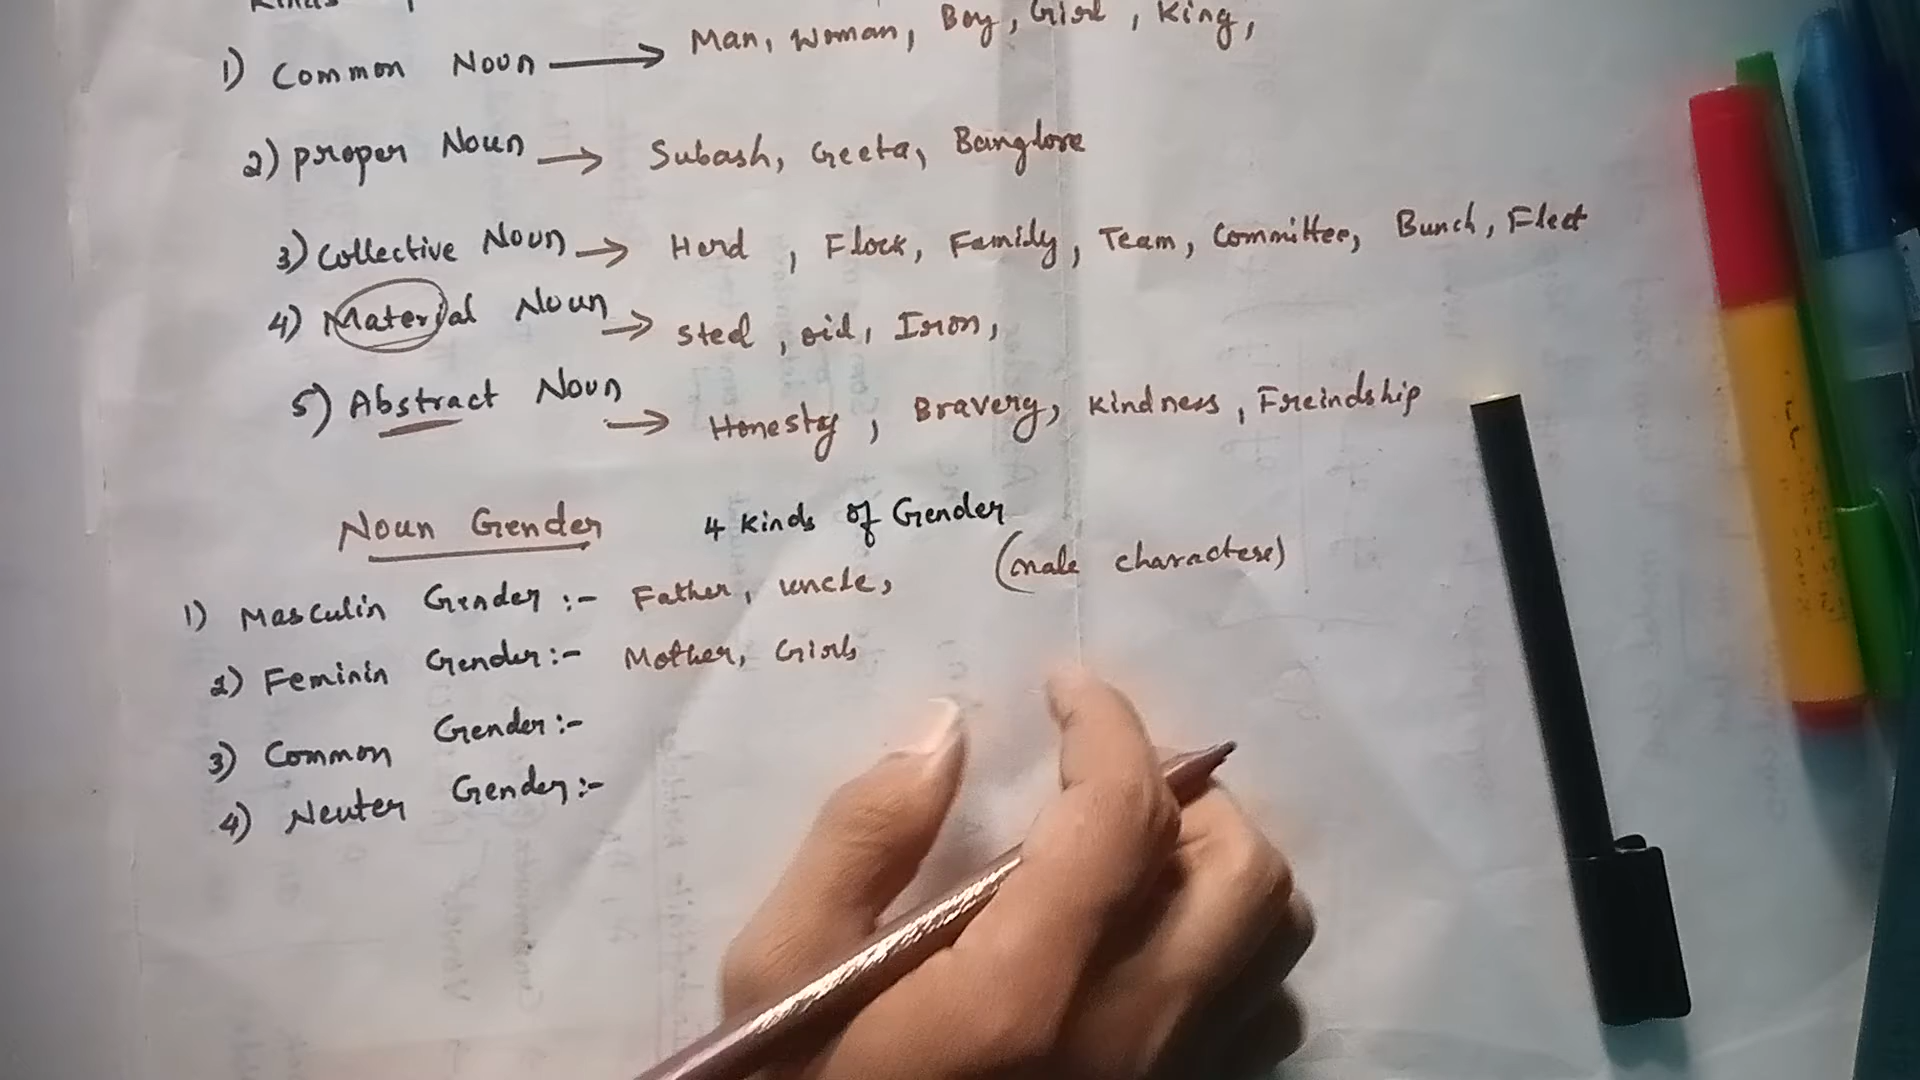 Kinds
1) Common Noun → Man, Woman, Boy, Girl, King,
2) Proper Noun → Subash, Geeta, Banglore
3) Collective Noun → Herd, Flock, Family, Team, Committee, Bunch, Fleet
4) Material Noun → Steel, oil, Iron,
5) Abstract Noun → Honesty, Bravery, Kindness, Freindship
Noun Gender 4 Kinds of Gender
1) Masculin Gender :- Father, uncle, (male characters)
2) Feminin Gender :- Mother, Girls
3) Common Gender :-
4) Neuter Gender :-